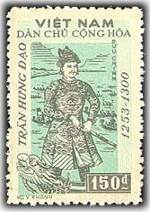 VIỆT NAM
DÂN CHỦ CỘNG HÒA
TRẦN HƯNG ĐẠO
1253-1300
150đ